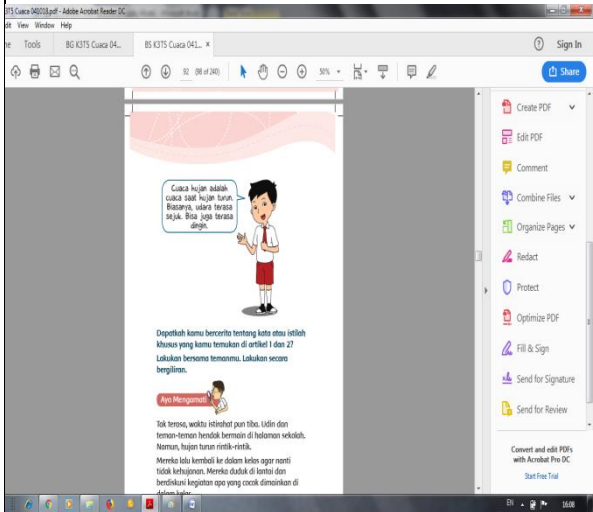 3T5 Cuaca 041018.pdf - Adobe Acrobat Reader DC
dit View Window Help
ne Tools BG K3T5 Cuaca 04... BS K3T5 Cuaca 041... × Sign In
92 (98 of 240) 50% Share
Create PDF
Edit PDF
Comment
Combine Files
Organize Pages
Redact
Protect
Optimize PDF
Fill & Sign
Send for Signature
Send for Review
Convert and edit PDFs
with Acrobat Pro DC
Start Free Trial
Cuaca hujan adalah
cuaca saat hujan turun.
Biasanya, udara terasa
sejuk. Bisa juga terasa
dingin.
Dapatkah kamu bercerita tentang kata atau istilah
khusus yang kamu temukan di artikel 1 dan 2?
Lakukan bersama temanmu. Lakukan secara
bergiliran.
Ayo Mengamati
Tak terasa, waktu istirahat pun tiba. Udin dan
teman-teman hendak bermain di halaman sekolah.
Namun, hujan turun rintik-rintik.
Mereka lalu kembali ke dalam kelas agar nanti
tidak kehujanan. Mereka duduk di lantai dan
berdiskusi kegiatan apa yang cocok dimainkan di
dalam kelas.
EN 16:08